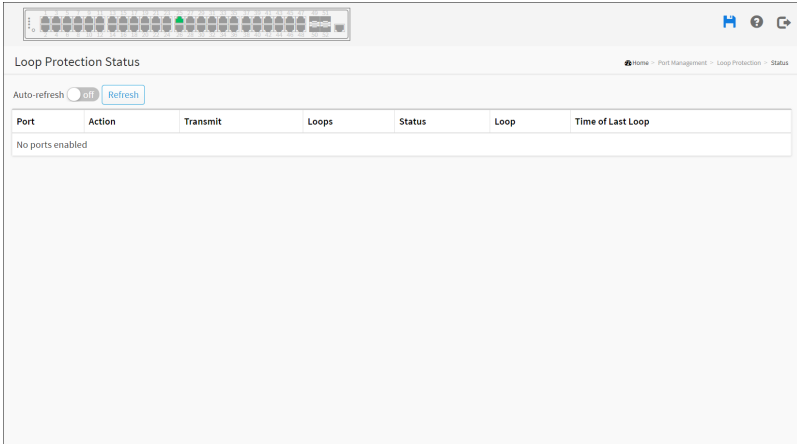 Loop Protection Status
Home > Port Management > Loop Protection > Status
Auto-refresh off Refresh
Port Action Transmit Loops Status Loop Time of Last Loop
No ports enabled